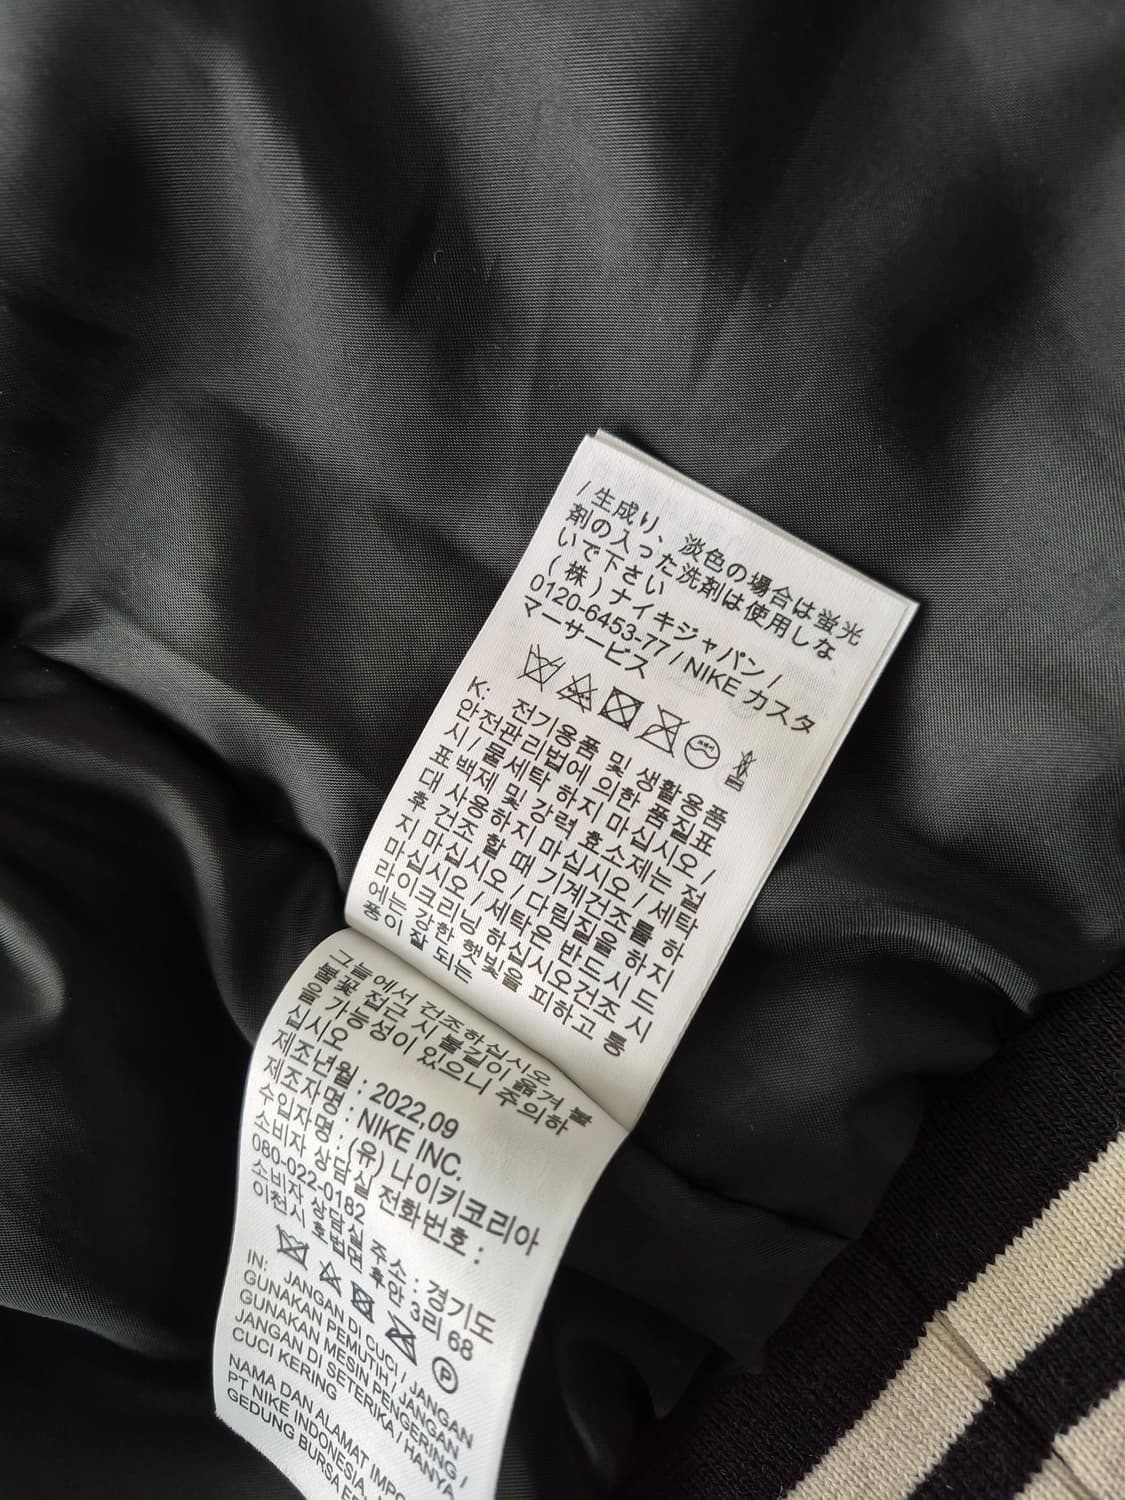 / 生成り、淡色の場合は蛍光
剤の入った洗剤は使用しな
いで下さい
(株)ナイキジャパン /
0120-6453-77 / NIKE カスタ
マーサービス
K: 전기용품 및 생활용품
안전관리법에 의한 품질표
시 / 물세탁 하지 마십시오 /
표백제 및 강력 효소제는 절
대 사용하지 마십시오 / 세탁
후 건조 할 때 기계건조를 하
지 마십시오 / 다림질을 하지
마십시오 / 세탁은 반드시 드
라이크리닝 하십시오건조 시
에는 강한 햇빛을 피하고 통
풍이 잘 되는
그늘에서 건조하십시오
불꽃 접근 시 불길이 옮겨 붙
을 가능성이 있으니 주의하
십시오
제조년월 : 2022,09
제조자명 : NIKE INC.
수입자명 : (유) 나이키코리아
소비자 상담실 전화번호 :
080-022-0182
소비자 상담실 주소 : 경기도
이천시 호법면 후안 3리 68
IN: JANGAN DI CUCI / JANGAN
GUNAKAN PEMUTIH / JANGAN
GUNAKAN MESIN PENGERING /
JANGAN DI SETERIKA / HANYA
CUCI KERING
NAMA DAN ALAMAT IMPO
PT NIKE INDONESIA,
GEDUNG BURSA